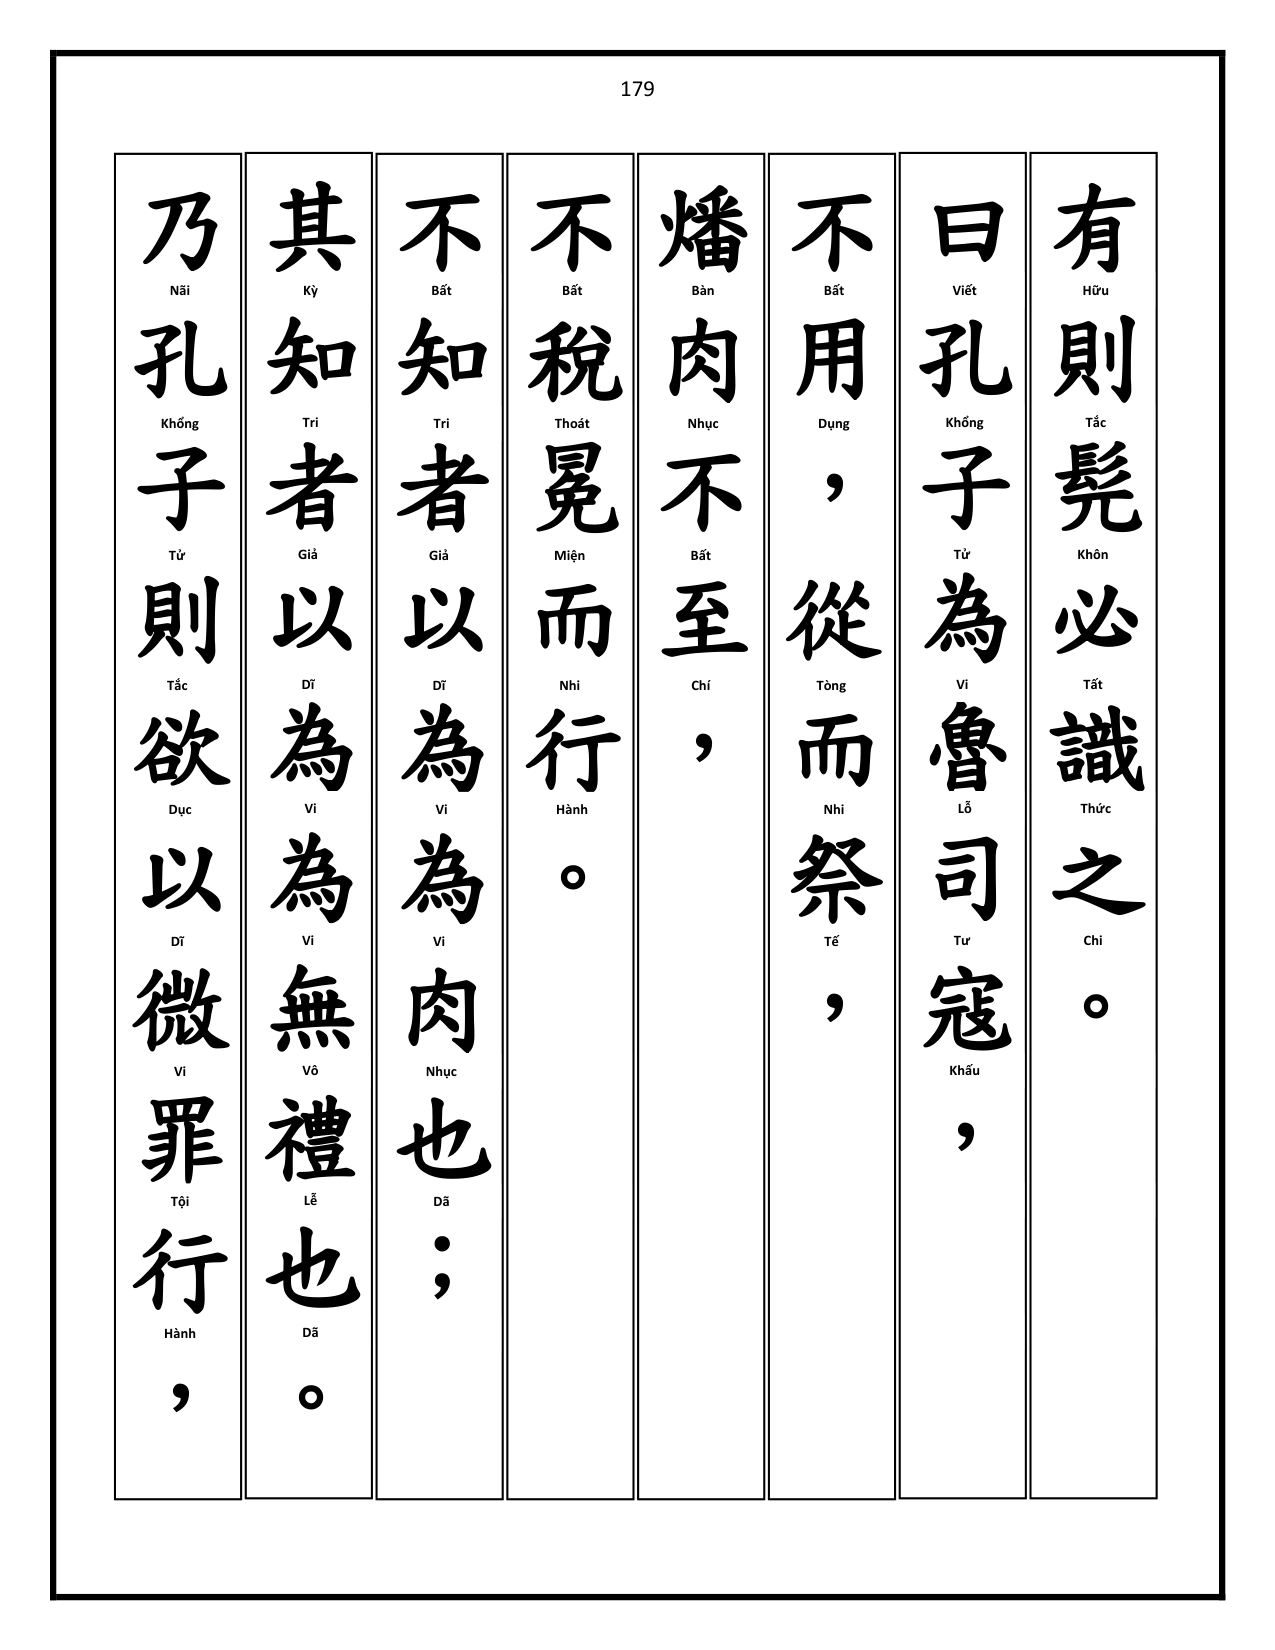 179
有則髡必識之。
Hữu Tắc Khôn Tất Thức Chi
曰孔子為魯司寇，
Viết Khổng Tử Vi Lỗ Tư Khấu
不用，從而祭，
Bất Dụng Tòng Nhi Tế
燔肉不至，
Bàn Nhục Bất Chí
不稅冕而行。
Bất Thoát Miện Nhi Hành
不知者以為為肉也；
Bất Tri Giả Dĩ Vi Vi Nhục Dã
其知者以為為無禮也。
Kỳ Tri Giả Dĩ Vi Vi Vô Lễ Dã
乃孔子則欲以微罪行，
Nãi Khổng Tử Tắc Dục Dĩ Vi Tội Hành